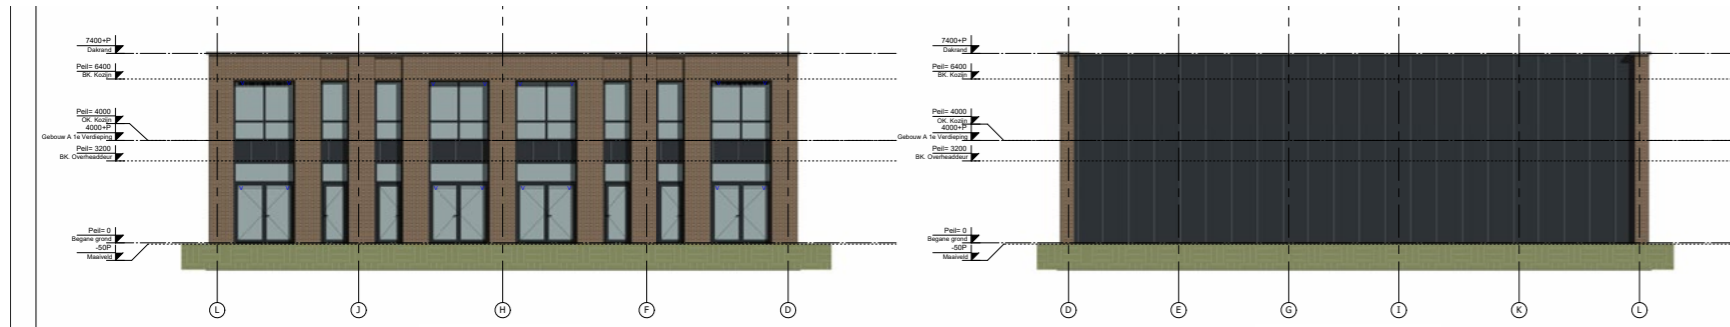 7400+P
Dakrand
Peil= 6400
BK. Kozijn
Peil= 4000
OK. Kozijn
4000+P
Gebouw A 1e Verdieping
Peil= 3200
BK. Overheaddeur
Peil= 0
Begane grond
-50P
Maaiveld
L J H F D
7400+P
Dakrand
Peil= 6400
BK. Kozijn
Peil= 4000
OK. Kozijn
4000+P
Gebouw A 1e Verdieping
Peil= 3200
BK. Overheaddeur
Peil= 0
Begane grond
-50P
Maaiveld
D E G I K L